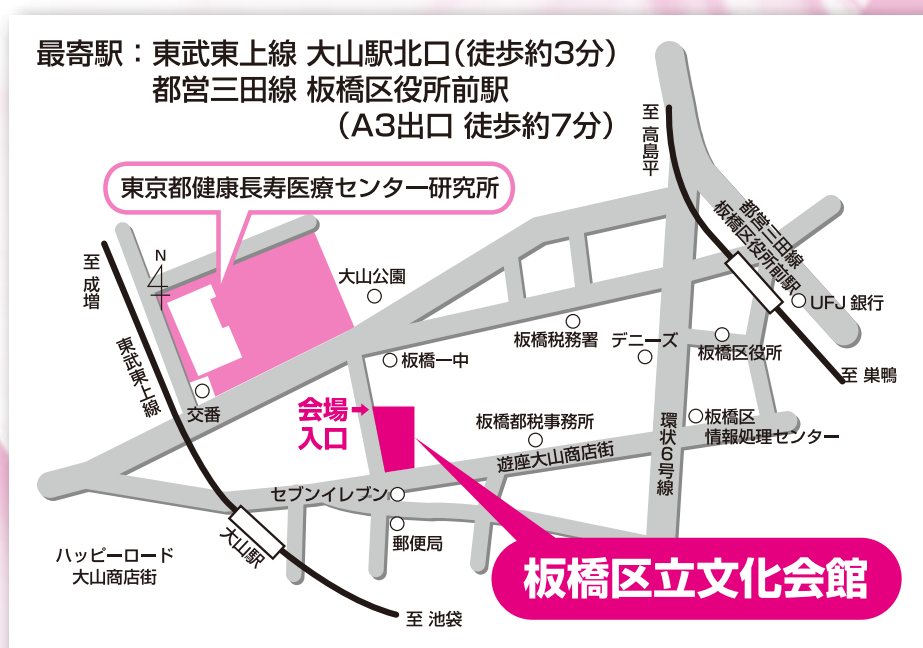 最寄駅：東武東上線 大山駅北口（徒歩約3分）
都営三田線 板橋区役所前駅
（A3出口 徒歩約7分）
至 高島平
東京都健康長寿医療センター研究所
都営三田線
板橋区役所前駅
N
至 成増
大山公園
UFJ 銀行
板橋税務署
デニーズ
板橋区役所
東武東上線
板橋一中
至 巣鴨
交番
会場
入口
板橋都税事務所
環状6号線
板橋区
情報処理センター
遊座大山商店街
セブンイレブン
大山駅
郵便局
ハッピーロード
大山商店街
板橋区立文化会館
至 池袋